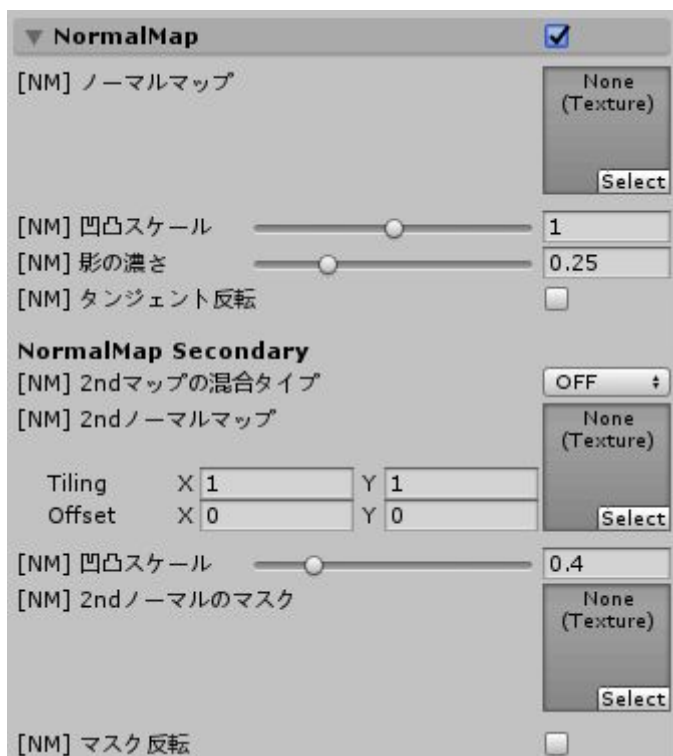 NormalMap
[NM] ノーマルマップ
None
(Texture)
Select
[NM] 凹凸スケール 1
[NM] 影の濃さ 0.25
[NM] タンジェント反転
NormalMap Secondary
[NM] 2ndマップの混合タイプ OFF
[NM] 2ndノーマルマップ
None
(Texture)
Tiling X 1 Y 1
Offset X 0 Y 0
Select
[NM] 凹凸スケール 0.4
[NM] 2ndノーマルのマスク
None
(Texture)
Select
[NM] マスク反転